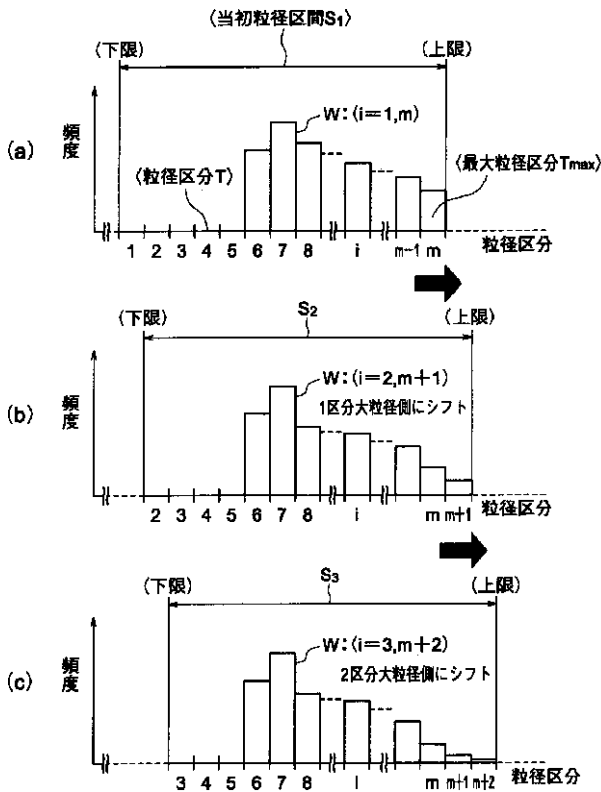 〈当初粒径区間S1〉
〈下限〉
〈上限〉
(a)
頻度
W:(i=1,m)
〈粒径区分T〉
〈最大粒径区分Tmax〉
1 2 3 4 5 6 7 8 i m-1 m
粒径区分
S2
〈下限〉
〈上限〉
(b)
頻度
W:(i=2,m+1)
1区分大粒径側にシフト
2 3 4 5 6 7 8 i m m+1
粒径区分
S3
〈下限〉
〈上限〉
(c)
頻度
W:(i=3,m+2)
2区分大粒径側にシフト
3 4 5 6 7 8 i m m+1 m+2
粒径区分